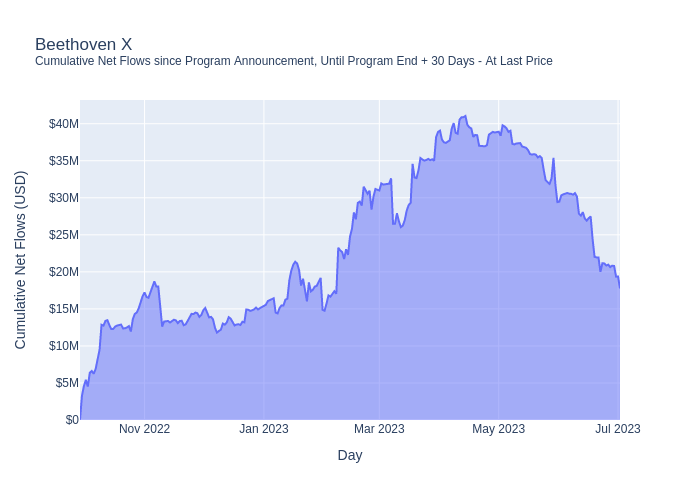 Beethoven X
Cumulative Net Flows since Program Announcement, Until Program End + 30 Days - At Last Price
Cumulative Net Flows (USD)
$40M
$35M
$30M
$25M
$20M
$15M
$10M
$5M
$0
Nov 2022
Jan 2023
Mar 2023
May 2023
Jul 2023
Day